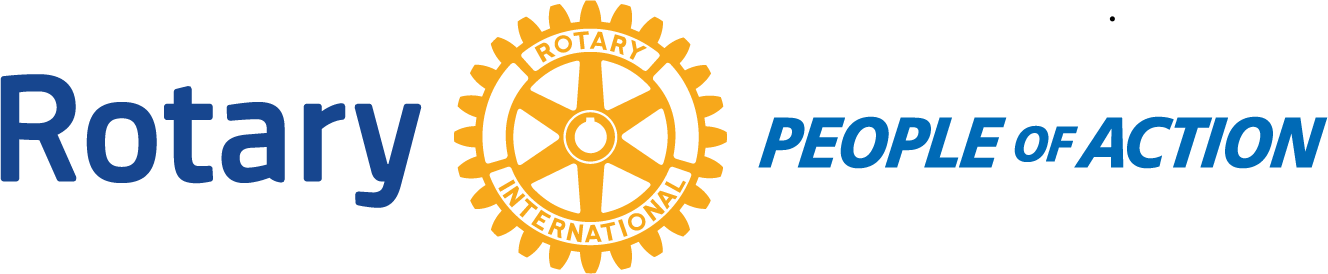 Rotary
ROTARY
INTERNATIONAL
PEOPLE OF ACTION